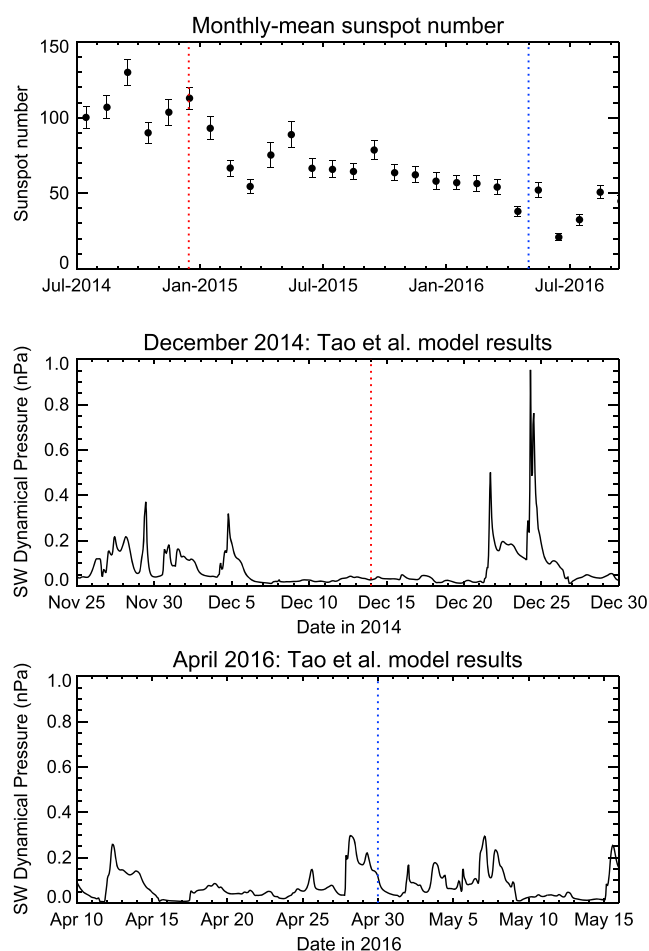 Monthly-mean sunspot number
150
100
50
0
Sunspot number
Jul-2014 Jan-2015 Jul-2015 Jan-2016 Jul-2016
December 2014: Tao et al. model results
1.0
0.8
0.6
0.4
0.2
0.0
SW Dynamical Pressure (nPa)
Nov 25 Nov 30 Dec 5 Dec 10 Dec 15 Dec 20 Dec 25 Dec 30
Date in 2014
April 2016: Tao et al. model results
1.0
0.8
0.6
0.4
0.2
0.0
SW Dynamical Pressure (nPa)
Apr 10 Apr 15 Apr 20 Apr 25 Apr 30 May 5 May 10 May 15
Date in 2016